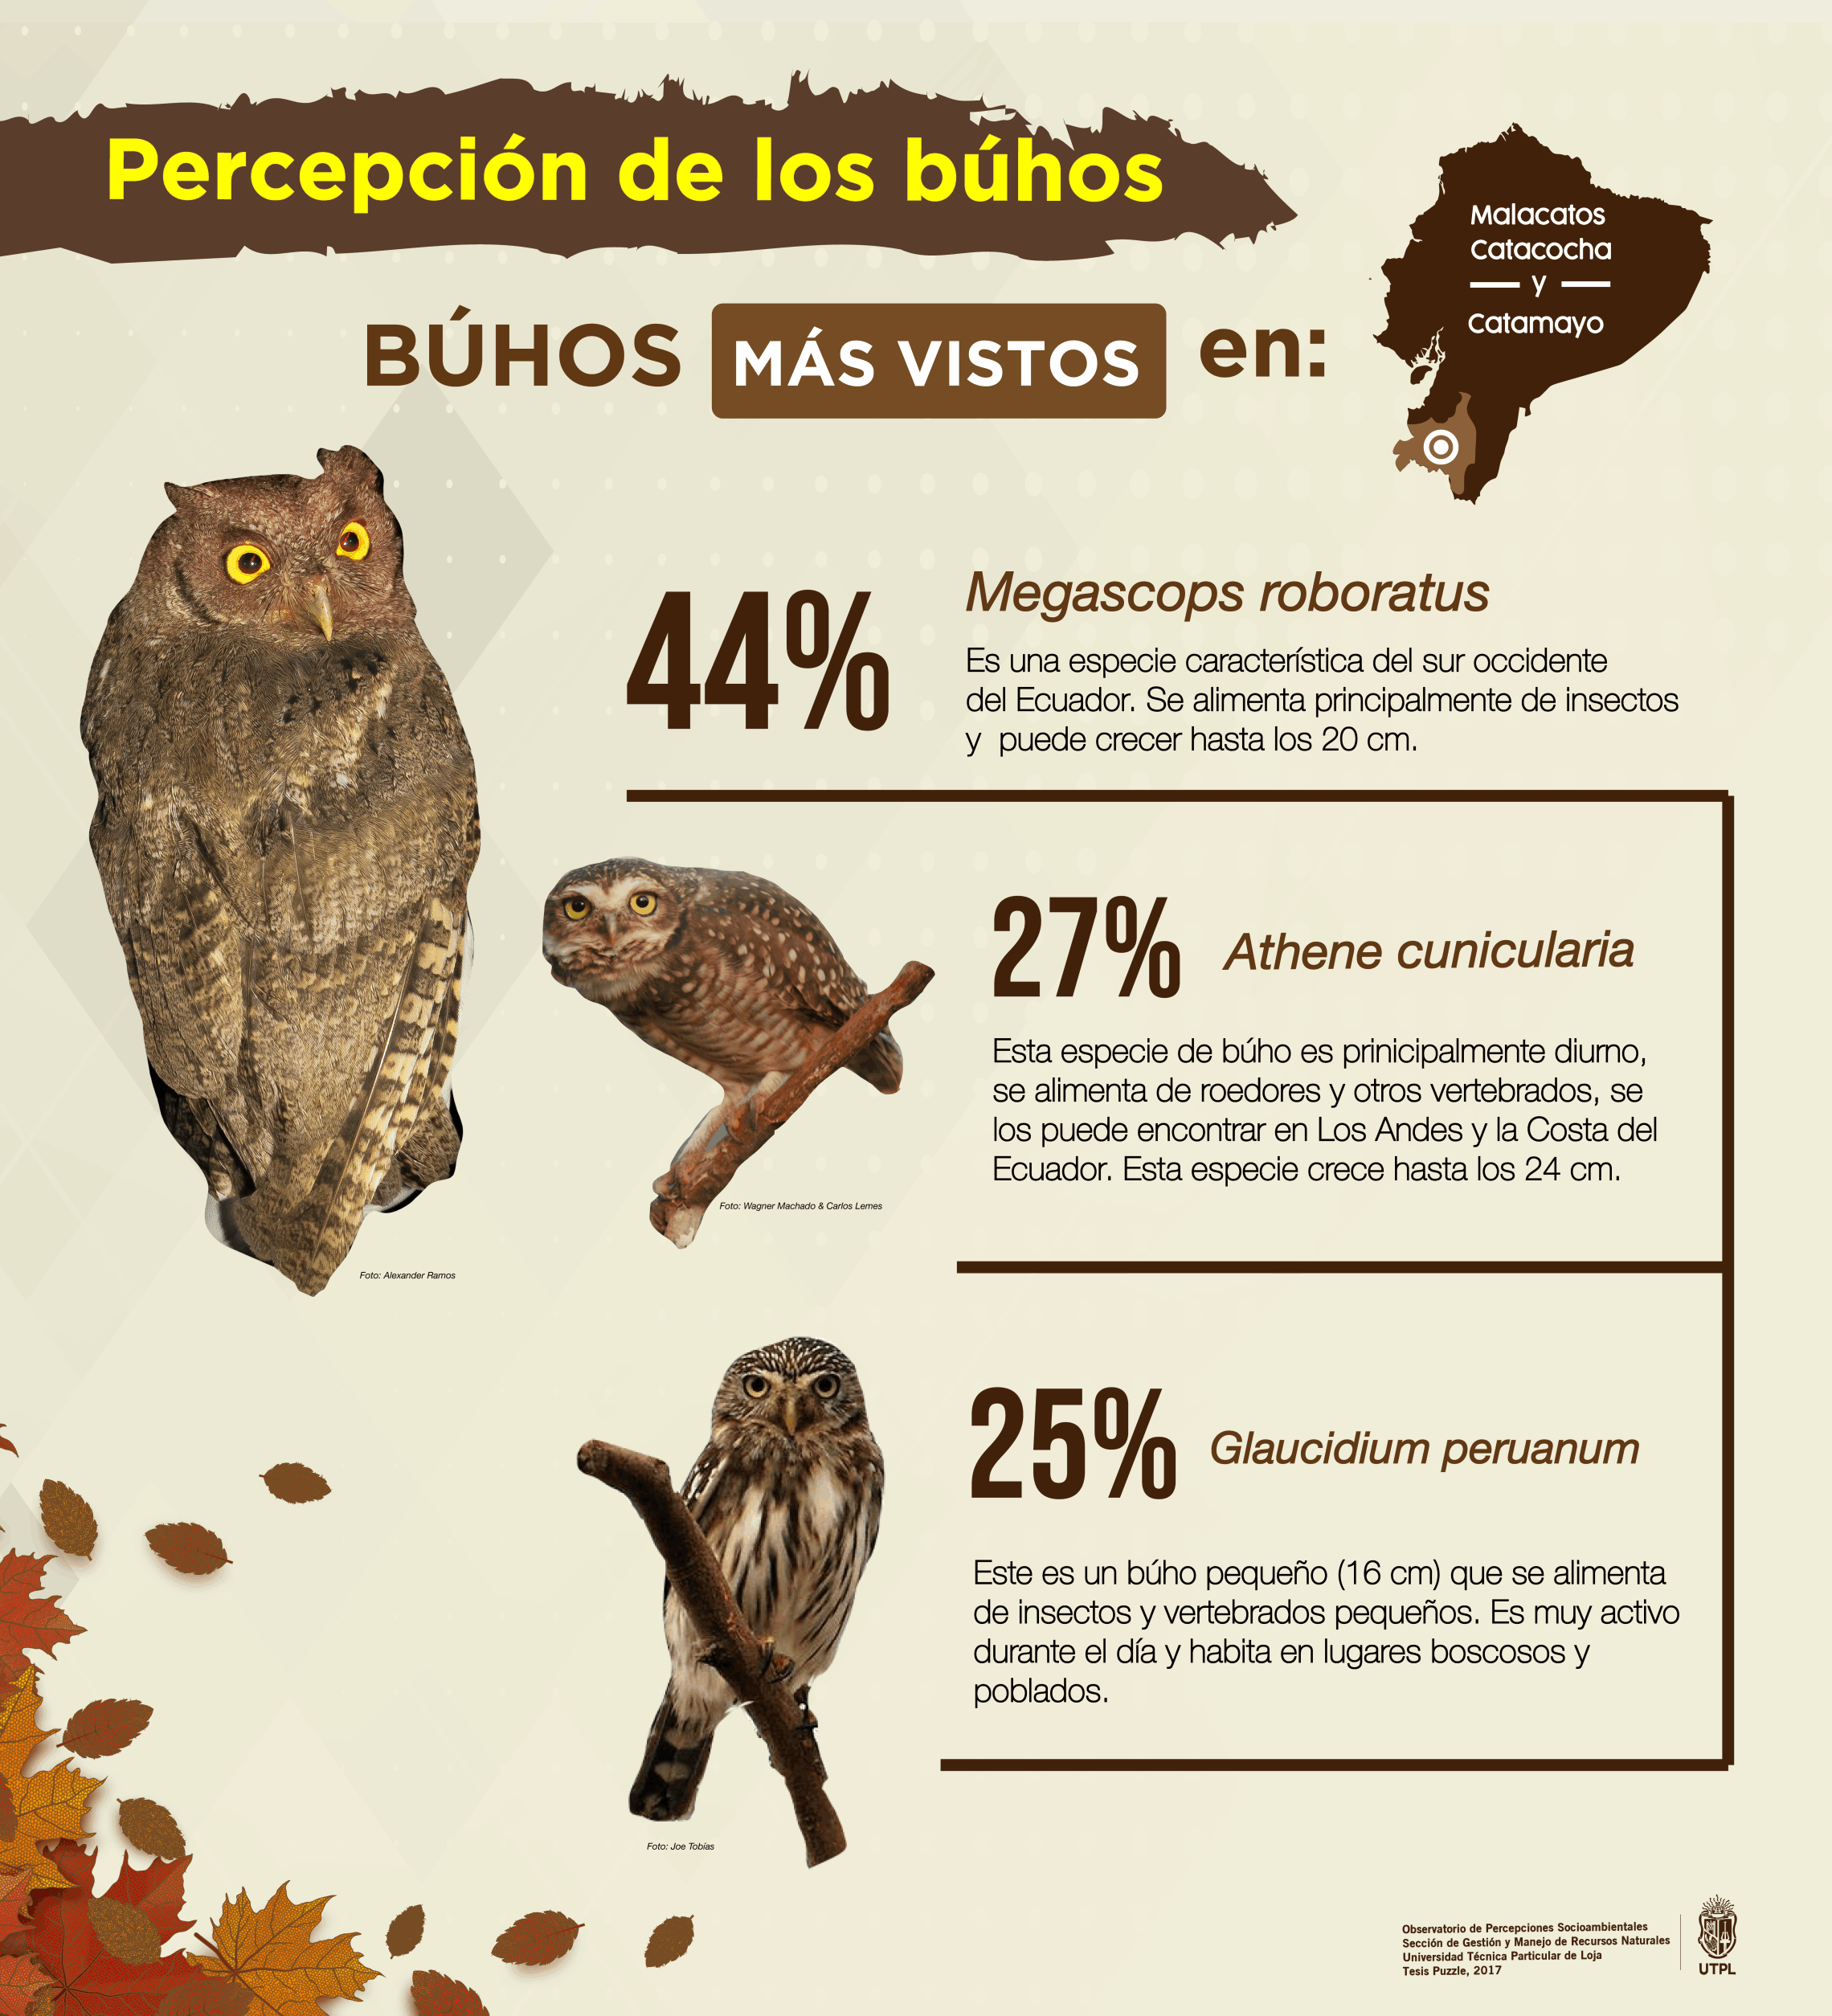 Percepción de los búhos
BÚHOS MÁS VISTOS en:
Malacatos
Catacocha
y
Catamayo
44%
Megascops roboratus
Es una especie característica del sur occidente
del Ecuador. Se alimenta principalmente de insectos
y puede crecer hasta los 20 cm.
27%
Athene cunicularia
Esta especie de búho es prinicipalmente diurno,
se alimenta de roedores y otros vertebrados, se
los puede encontrar en Los Andes y la Costa del
Ecuador. Esta especie crece hasta los 24 cm.
Foto: Wagner Machado & Carlos Lemes
Foto: Alexander Ramos
25%
Glaucidium peruanum
Este es un búho pequeño (16 cm) que se alimenta
de insectos y vertebrados pequeños. Es muy activo
durante el día y habita en lugares boscosos y
poblados.
Foto: Joe Tobías
Observatorio de Percepciones Socioambientales
Sección de Gestión y Manejo de Recursos Naturales
Universidad Técnica Particular de Loja
Tesis Puzzle, 2017
UTPL